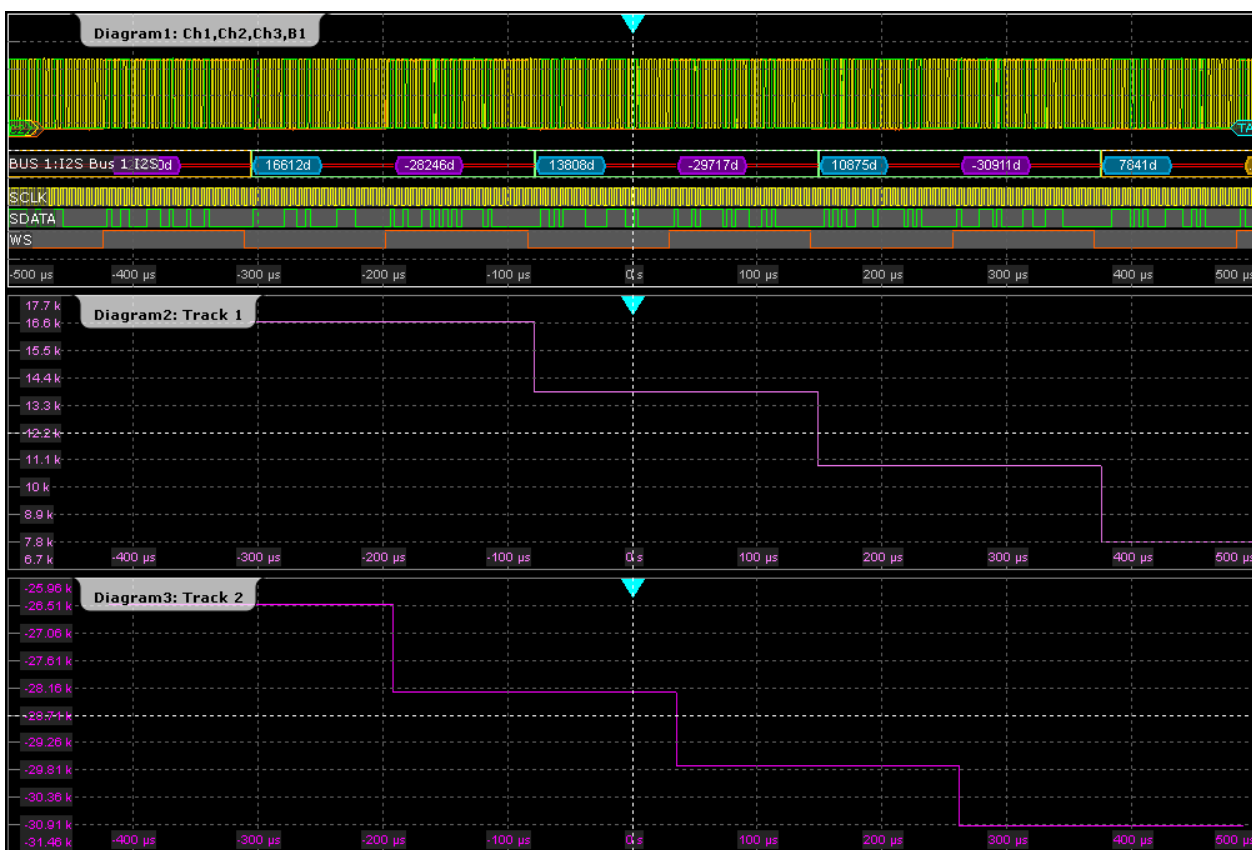 Diagram1: Ch1,Ch2,Ch3,B1
TA
BUS 1:I2S Bus 1:I2S 0d 16612d -28246d 13808d -29717d 10875d -30911d 7841d
SCLK
SDATA
WS
-500 µs -400 µs -300 µs -200 µs -100 µs 0 s 100 µs 200 µs 300 µs 400 µs 500 µs
17.7 k
Diagram2: Track 1
16.6 k
15.5 k
14.4 k
13.3 k
12.2 k
11.1 k
10 k
8.9 k
7.8 k
6.7 k -400 µs -300 µs -200 µs -100 µs 0 s 100 µs 200 µs 300 µs 400 µs 500 µs
-25.96 k
Diagram3: Track 2
-26.51 k
-27.06 k
-27.61 k
-28.16 k
-28.71 k
-29.26 k
-29.81 k
-30.36 k
-30.91 k
-31.46 k -400 µs -300 µs -200 µs -100 µs 0 s 100 µs 200 µs 300 µs 400 µs 500 µs